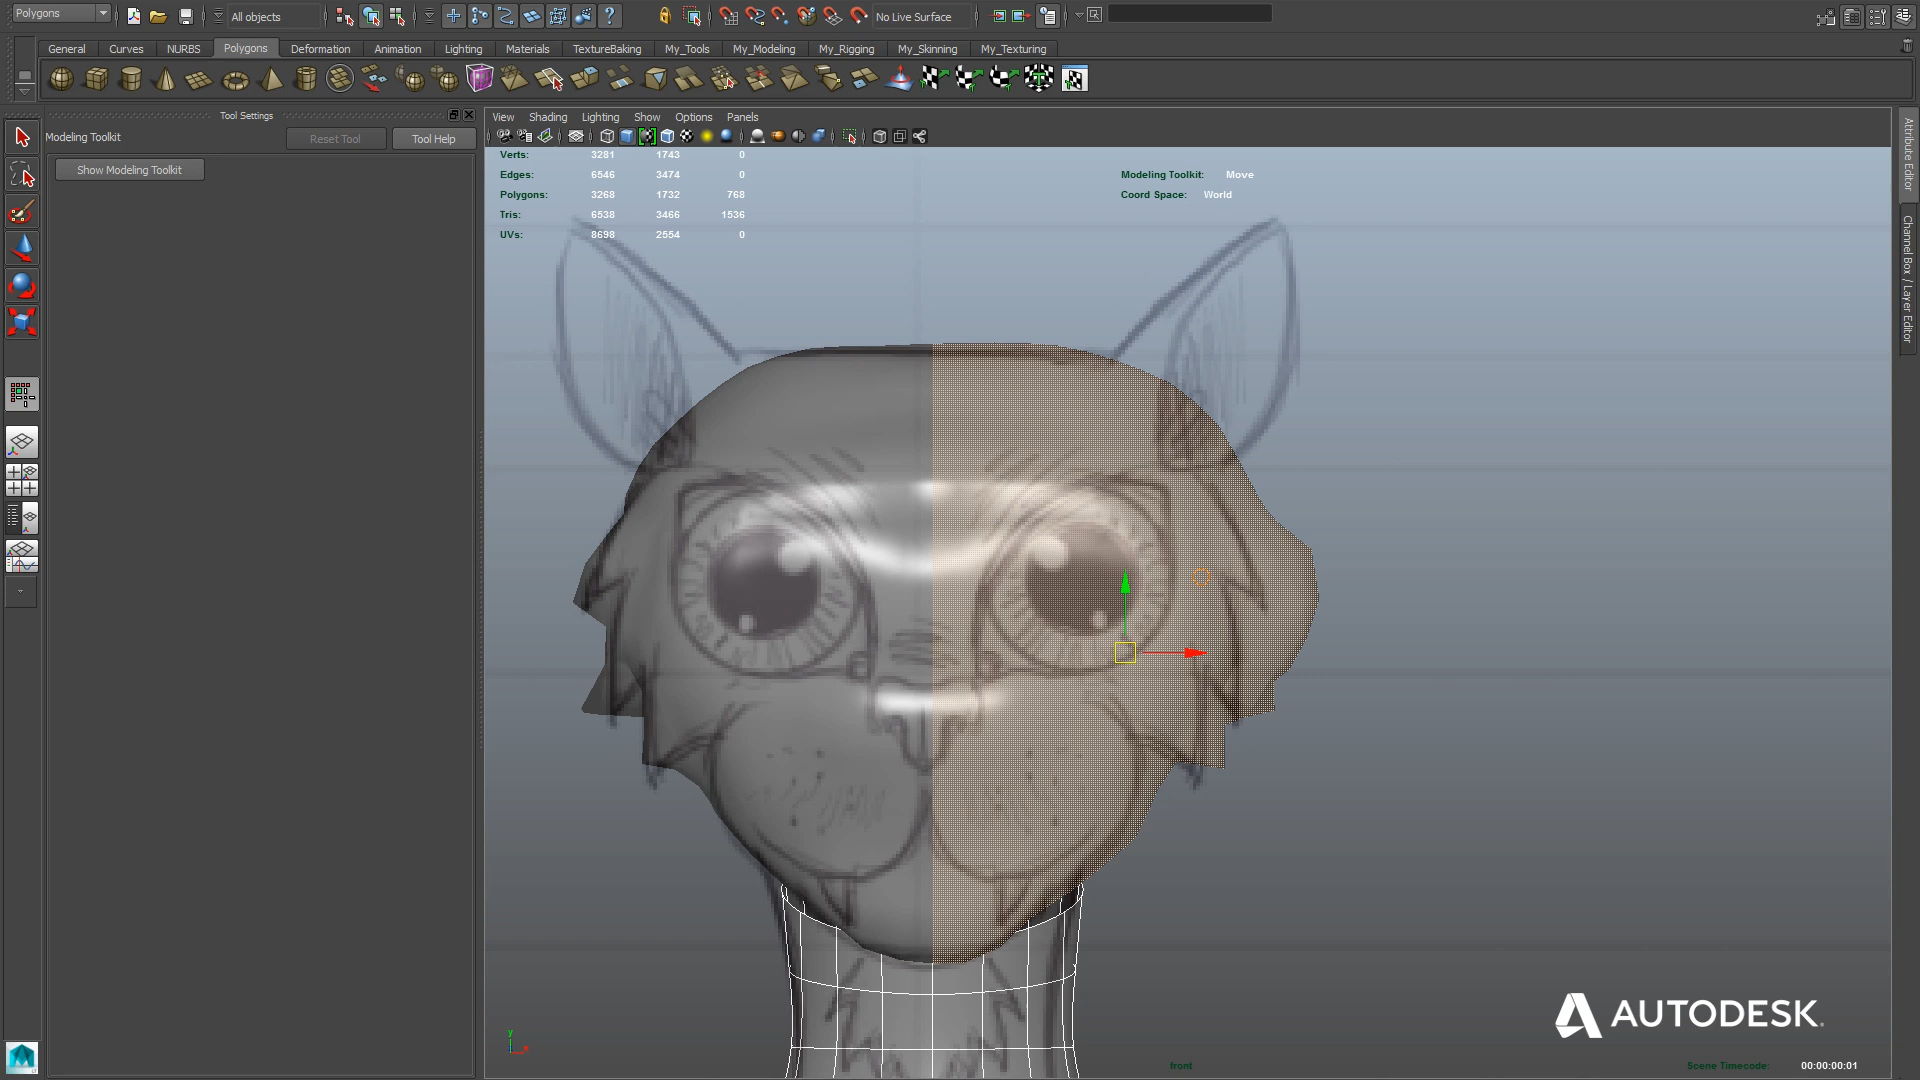 Polygons
All objects
No Live Surface
General Curves NURBS Polygons Deformation Animation Lighting Materials TextureBaking My_Tools My_Modeling My_Rigging My_Skinning My_Texturing
Tool Settings
Modeling Toolkit Reset Tool Tool Help
Show Modeling Toolkit
View Shading Lighting Show Options Panels
Verts: 3281 1743 0
Edges: 6546 3474 0
Polygons: 3268 1732 768
Tris: 6538 3466 1536
UVs: 8698 2554 0
Modeling Toolkit: Move
Coord Space: World
Attribute Editor
Channel Box / Layer Editor
y
x
front
Scene Timecode: 00:00:00:01
AUTODESK.